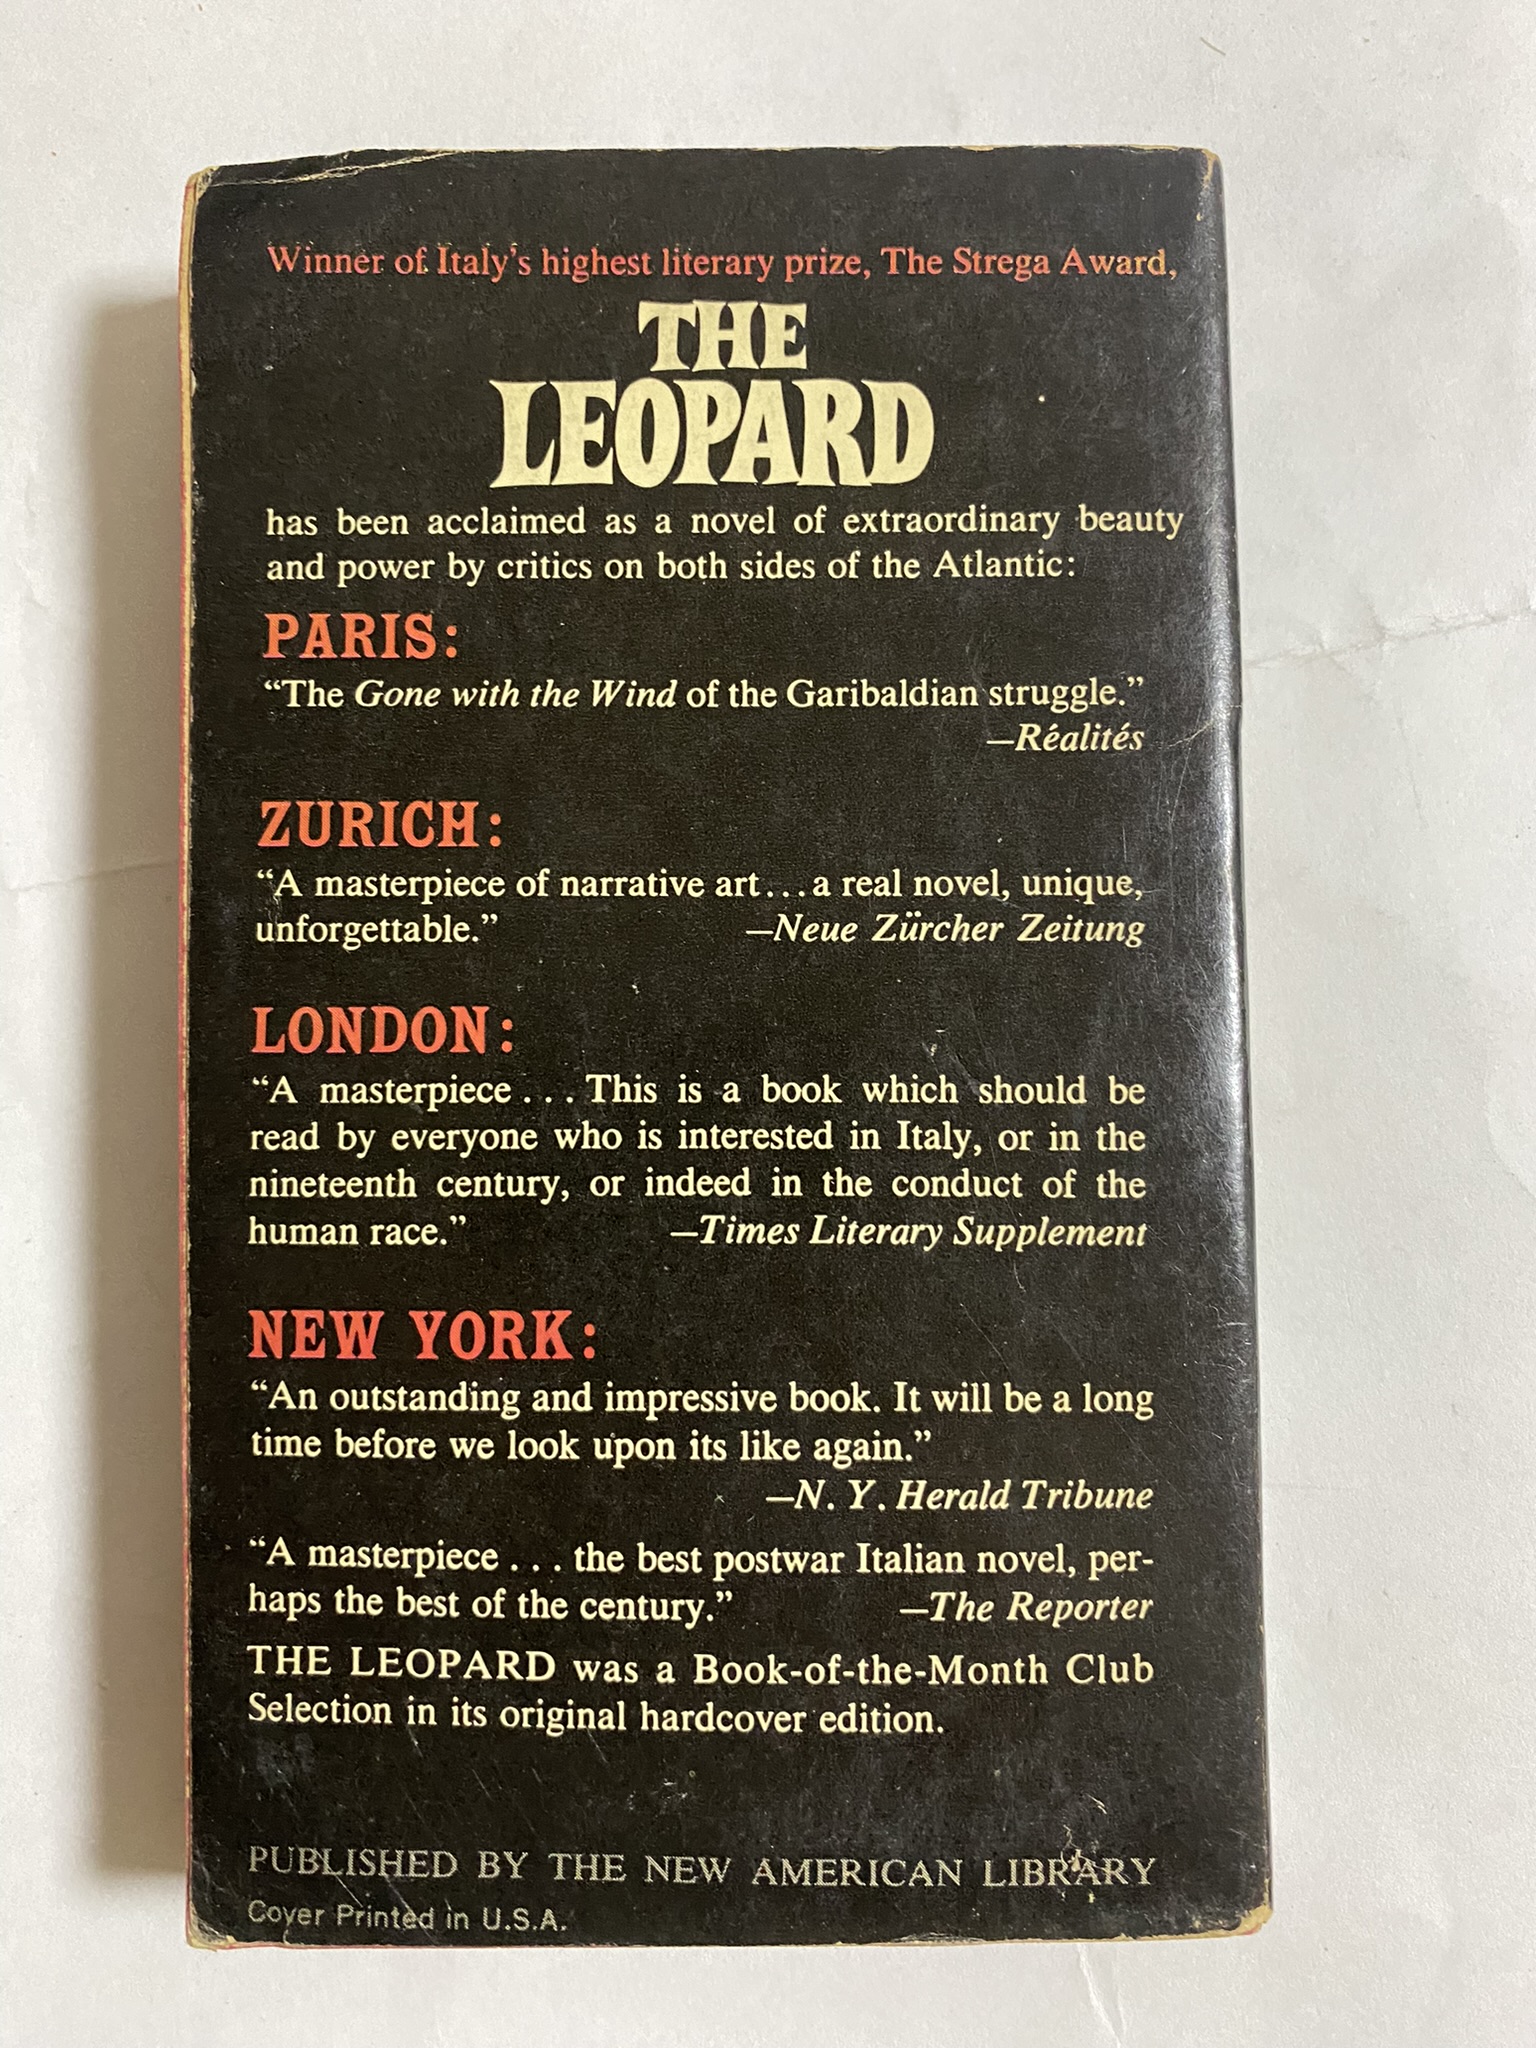 Winner of Italy's highest literary prize, The Strega Award,
THE
LEOPARD
has been acclaimed as a novel of extraordinary beauty
and power by critics on both sides of the Atlantic:
PARIS:
“The Gone with the Wind of the Garibaldian struggle.”
—Réalités
ZURICH:
“A masterpiece of narrative art...a real novel, unique,
unforgettable.” —Neue Zürcher Zeitung
LONDON:
“A masterpiece ... This is a book which should be
read by everyone who is interested in Italy, or in the
nineteenth century, or indeed in the conduct of the
human race.” —Times Literary Supplement
NEW YORK:
“An outstanding and impressive book. It will be a long
time before we look upon its like again.”
—N. Y. Herald Tribune
“A masterpiece ... the best postwar Italian novel, per-
haps the best of the century.” —The Reporter
THE LEOPARD was a Book-of-the-Month Club
Selection in its original hardcover edition.
PUBLISHED BY THE NEW AMERICAN LIBRARY
Cover Printed in U.S.A.